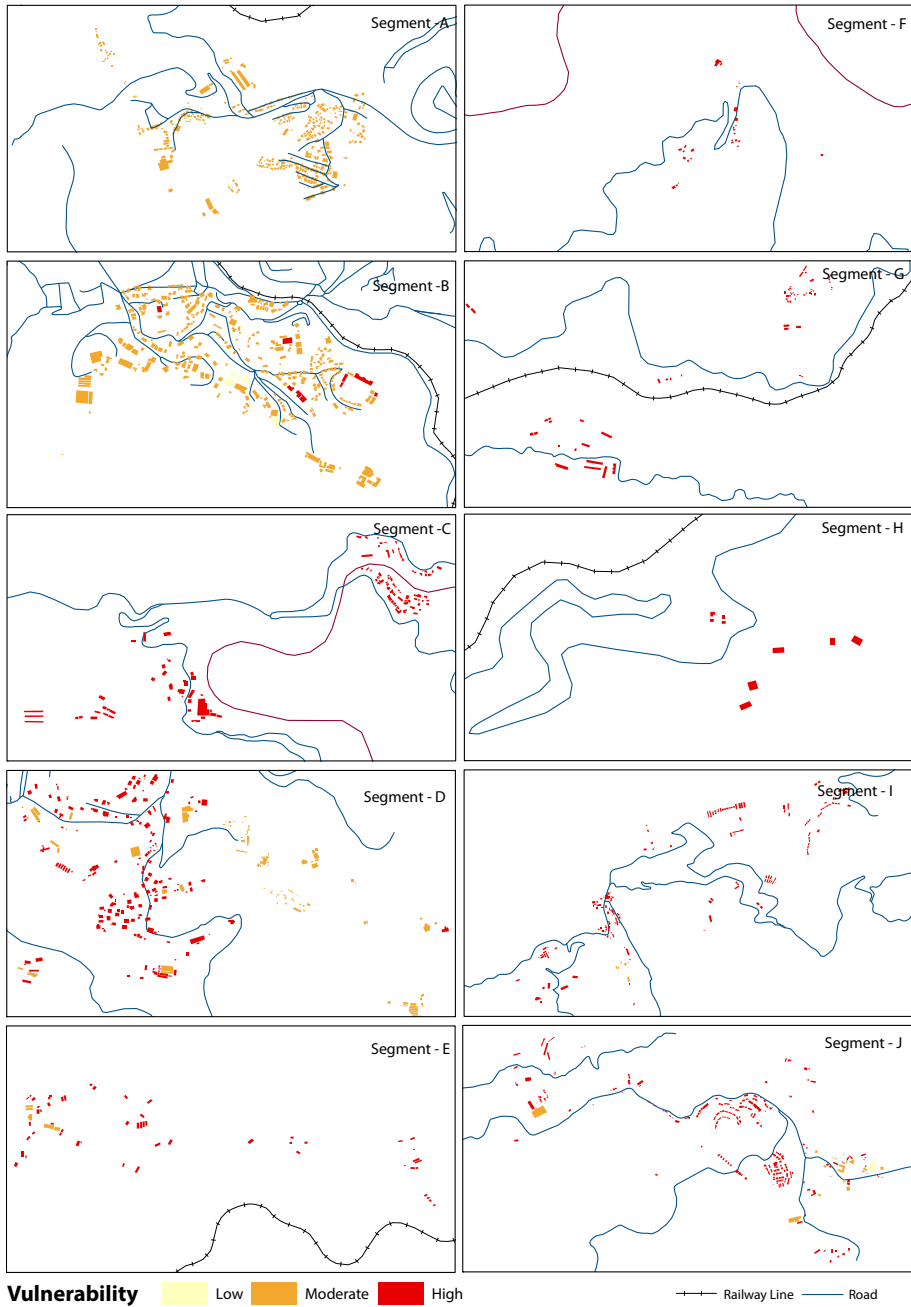 Segment -A
Segment - F
Segment -B
Segment - G
Segment -C
Segment - H
Segment - D
Segment - I
Segment - E
Segment - J
Vulnerability Low Moderate High Railway Line Road